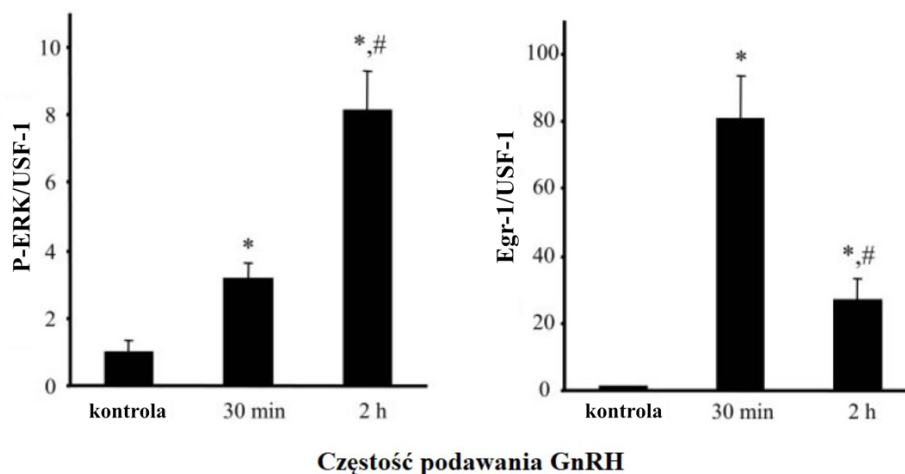 P-ERK/USF-1
10
8
6
4
2
0
*
*,#
kontrola
30 min
2 h
Egr-1/USF-1
100
80
60
40
20
0
*
*,#
kontrola
30 min
2 h
Częstość podawania GnRH